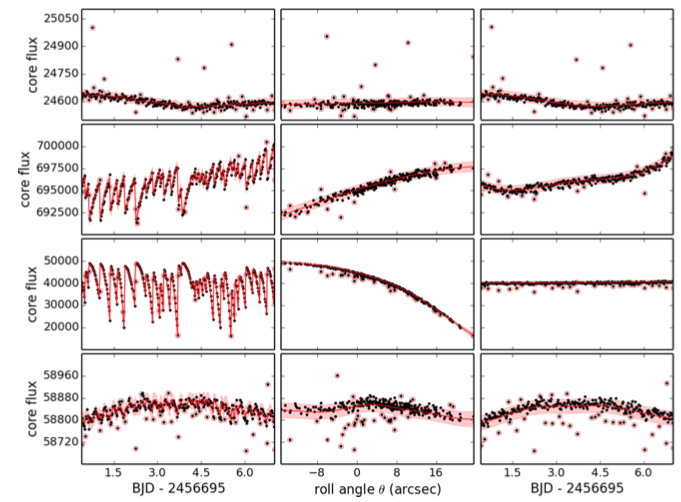 core flux
25050
24900
24750
24600
core flux
700000
697500
695000
692500
core flux
50000
40000
30000
20000
core flux
58960
58880
58800
58720
1.5 3.0 4.5 6.0
−8 0 8 16
1.5 3.0 4.5 6.0
BJD - 2456695
roll angle θ (arcsec)
BJD - 2456695